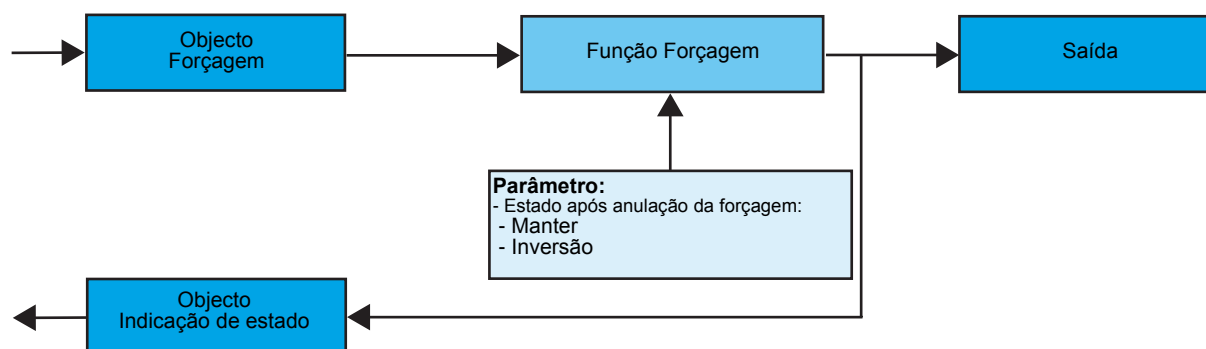 Objecto
Forçagem
Função Forçagem
Saída
Parâmetro:
- Estado após anulação da forçagem:
- Manter
- Inversão
Objecto
Indicação de estado